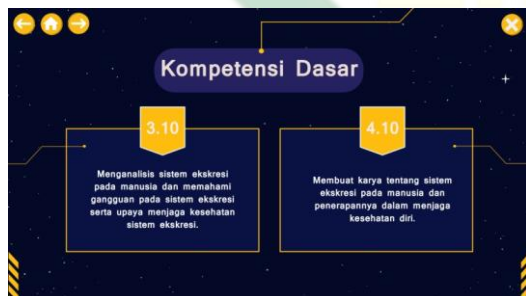 Kompetensi Dasar
3.10
Menganalisis sistem ekskresi
pada manusia dan memahami
gangguan pada sistem ekskresi
serta upaya menjaga kesehatan
sistem ekskresi.
4.10
Membuat karya tentang sistem
ekskresi pada manusia dan
penerapannya dalam menjaga
kesehatan diri.